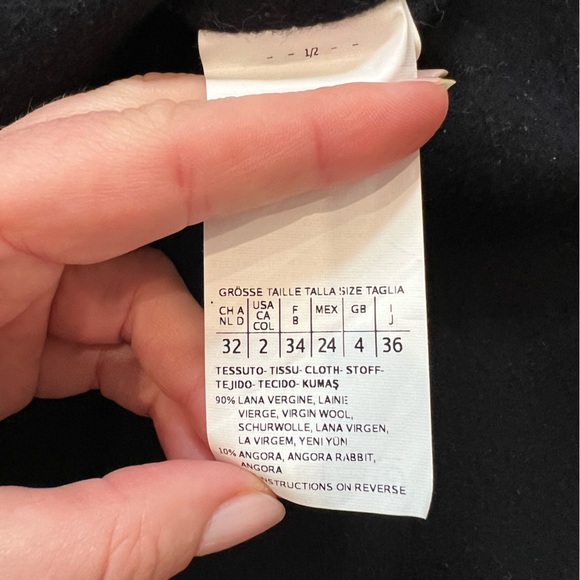 - - 1/2 - -
GRÖSSE TAILLE TALLA SIZE TAGLIA
CH A NL D USA CA COL F B MEX GB I J
32 2 34 24 4 36
TESSUTO- TISSU- CLOTH- STOFF-
TEJIDO- TECIDO- KUMAŞ
90% LANA VERGINE, LAINE
VIERGE, VIRGIN WOOL,
SCHURWOLLE, LANA VIRGEN,
LA VIRGEM, YENI YÜN
10% ANGORA, ANGORA RABBIT,
ANGORA
STRUCTIONS ON REVERSE